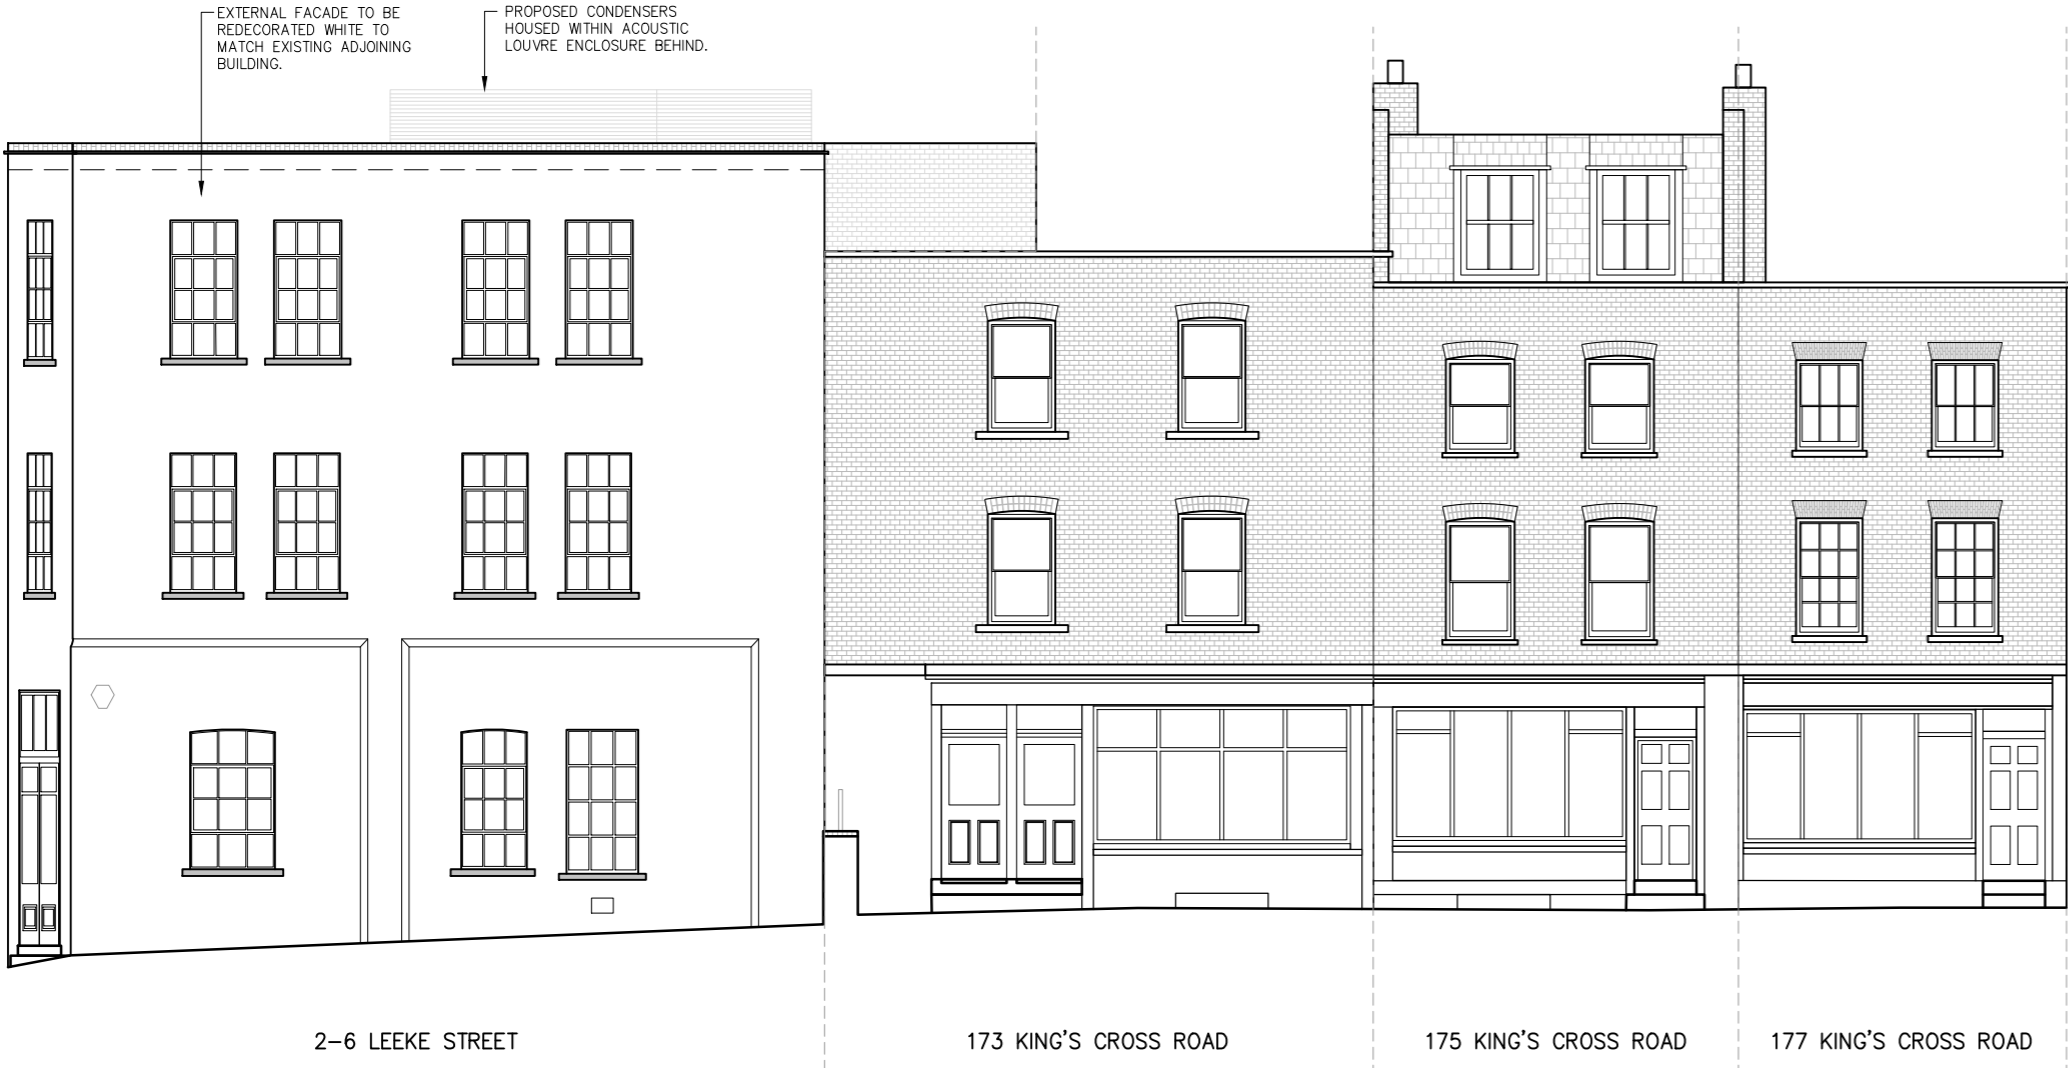 EXTERNAL FACADE TO BE
REDECORATED WHITE TO
MATCH EXISTING ADJOINING
BUILDING.
PROPOSED CONDENSERS
HOUSED WITHIN ACOUSTIC
LOUVRE ENCLOSURE BEHIND.
2-6 LEEKE STREET
173 KING'S CROSS ROAD
175 KING'S CROSS ROAD
177 KING'S CROSS ROAD